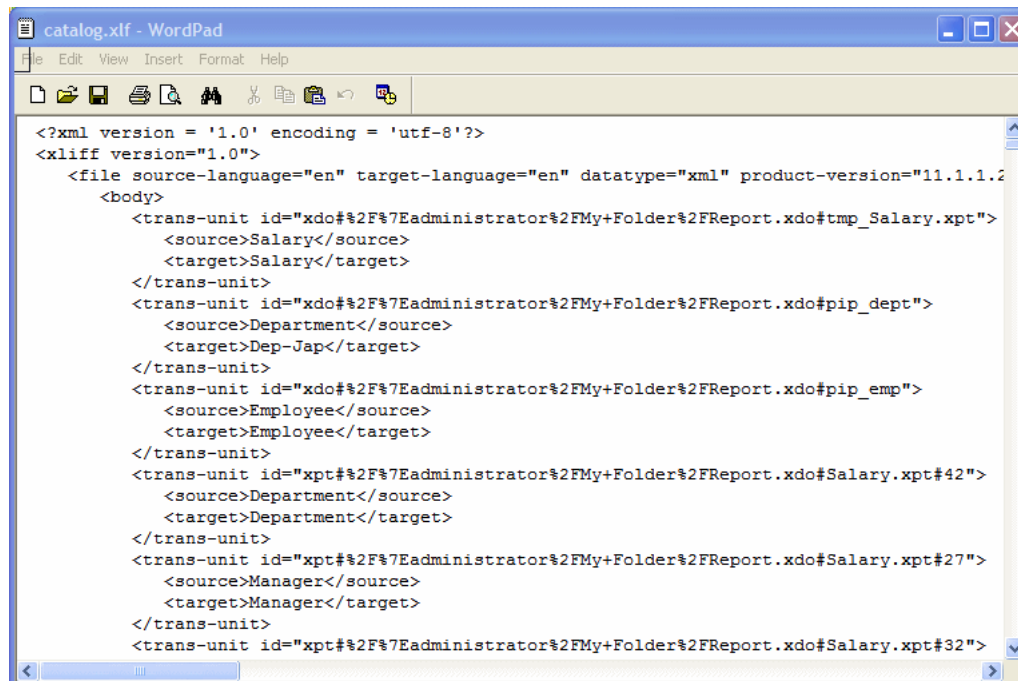 catalog.xlf - WordPad
File Edit View Insert Format Help
<?xml version = '1.0' encoding = 'utf-8'?>
<xliff version="1.0">
<file source-language="en" target-language="en" datatype="xml" product-version="11.1.1.2
<body>
<trans-unit id="xdo#%2F%7Eadministrator%2FMy+Folder%2FReport.xdo#tmp_Salary.xpt">
<source>Salary</source>
<target>Salary</target>
</trans-unit>
<trans-unit id="xdo#%2F%7Eadministrator%2FMy+Folder%2FReport.xdo#pip_dept">
<source>Department</source>
<target>Dep-Jap</target>
</trans-unit>
<trans-unit id="xdo#%2F%7Eadministrator%2FMy+Folder%2FReport.xdo#pip_emp">
<source>Employee</source>
<target>Employee</target>
</trans-unit>
<trans-unit id="xpt#%2F%7Eadministrator%2FMy+Folder%2FReport.xdo#Salary.xpt#42">
<source>Department</source>
<target>Department</target>
</trans-unit>
<trans-unit id="xpt#%2F%7Eadministrator%2FMy+Folder%2FReport.xdo#Salary.xpt#27">
<source>Manager</source>
<target>Manager</target>
</trans-unit>
<trans-unit id="xpt#%2F%7Eadministrator%2FMy+Folder%2FReport.xdo#Salary.xpt#32">